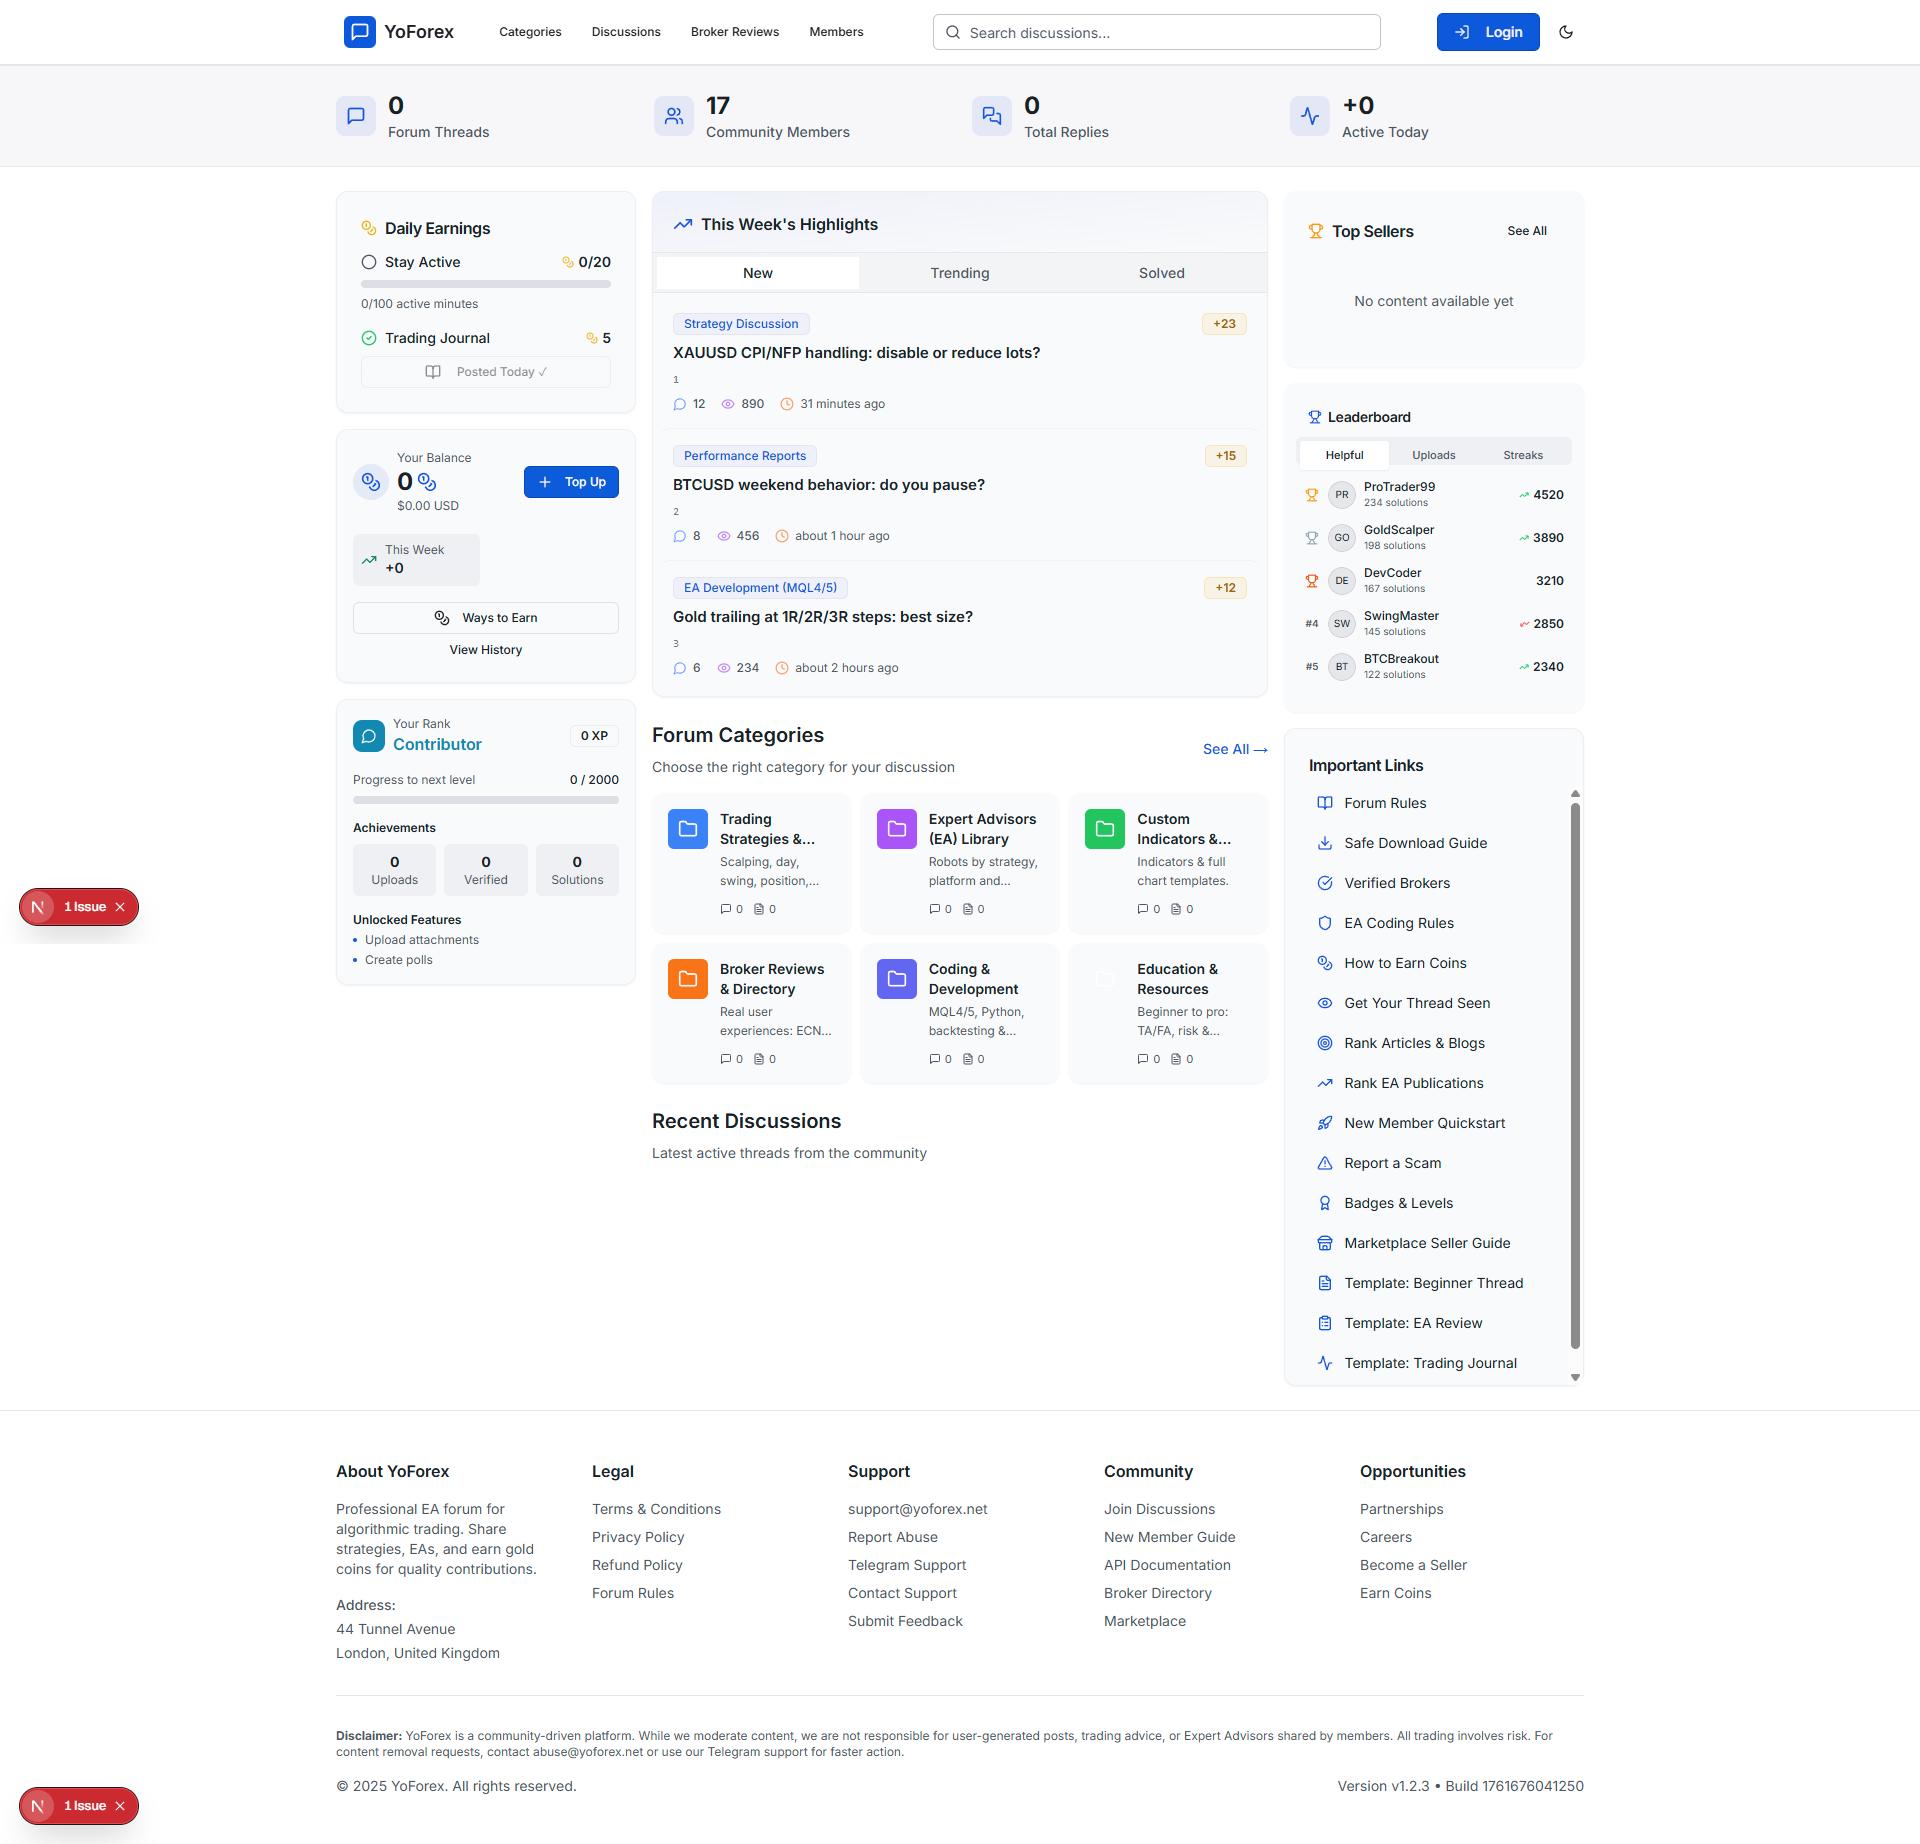 YoForex
Categories
Discussions
Broker Reviews
Members
Search discussions...
Login
0
Forum Threads
17
Community Members
0
Total Replies
+0
Active Today
Daily Earnings
Stay Active
0/20
0/100 active minutes
Trading Journal
5
Posted Today ✓
Your Balance
0
$0.00 USD
Top Up
This Week
+0
Ways to Earn
View History
Your Rank
Contributor
0 XP
Progress to next level
0 / 2000
Achievements
0
Uploads
0
Verified
0
Solutions
Unlocked Features
• Upload attachments
• Create polls
This Week's Highlights
New
Trending
Solved
Strategy Discussion
+23
XAUUSD CPI/NFP handling: disable or reduce lots?
1
12
890
31 minutes ago
Performance Reports
+15
BTCUSD weekend behavior: do you pause?
2
8
456
about 1 hour ago
EA Development (MQL4/5)
+12
Gold trailing at 1R/2R/3R steps: best size?
3
6
234
about 2 hours ago
Forum Categories
See All →
Choose the right category for your discussion
Trading
Strategies &...
Scalping, day,
swing, position,...
0
0
Expert Advisors
(EA) Library
Robots by strategy,
platform and...
0
0
Custom
Indicators &...
Indicators & full
chart templates.
0
0
Broker Reviews
& Directory
Real user
experiences: ECN...
0
0
Coding &
Development
MQL4/5, Python,
backtesting &...
0
0
Education &
Resources
Beginner to pro:
TA/FA, risk &...
0
0
Recent Discussions
Latest active threads from the community
Top Sellers
See All
No content available yet
Leaderboard
Helpful
Uploads
Streaks
PR
ProTrader99
234 solutions
4520
GO
GoldScalper
198 solutions
3890
DE
DevCoder
167 solutions
3210
#4
SW
SwingMaster
145 solutions
2850
#5
BT
BTCBreakout
122 solutions
2340
Important Links
Forum Rules
Safe Download Guide
Verified Brokers
EA Coding Rules
How to Earn Coins
Get Your Thread Seen
Rank Articles & Blogs
Rank EA Publications
New Member Quickstart
Report a Scam
Badges & Levels
Marketplace Seller Guide
Template: Beginner Thread
Template: EA Review
Template: Trading Journal
N
1 Issue
About YoForex
Professional EA forum for
algorithmic trading. Share
strategies, EAs, and earn gold
coins for quality contributions.
Address:
44 Tunnel Avenue
London, United Kingdom
Legal
Terms & Conditions
Privacy Policy
Refund Policy
Forum Rules
Support
support@yoforex.net
Report Abuse
Telegram Support
Contact Support
Submit Feedback
Community
Join Discussions
New Member Guide
API Documentation
Broker Directory
Marketplace
Opportunities
Partnerships
Careers
Become a Seller
Earn Coins
Disclaimer: YoForex is a community-driven platform. While we moderate content, we are not responsible for user-generated posts, trading advice, or Expert Advisors shared by members. All trading involves risk. For
content removal requests, contact abuse@yoforex.net or use our Telegram support for faster action.
© 2025 YoForex. All rights reserved.
Version v1.2.3 • Build 1761676041250
N
1 Issue